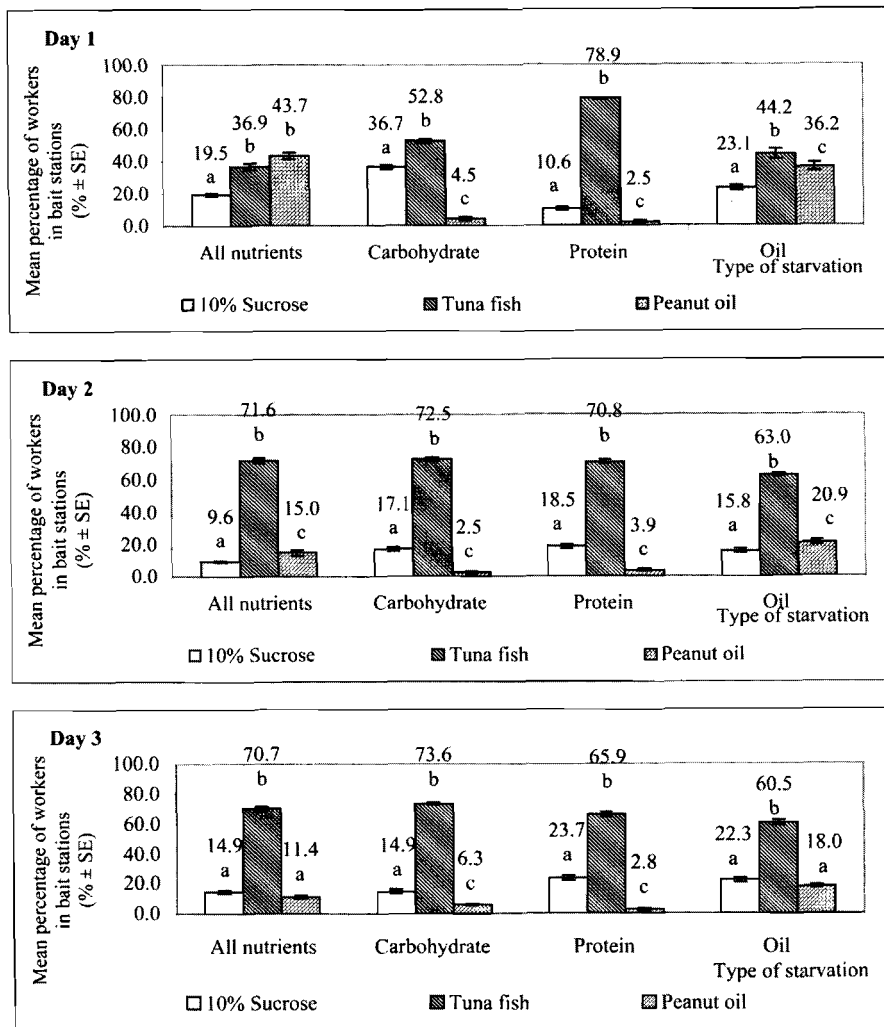 Day 1
Mean percentage of workers
in bait stations
(% ± SE)
100.0
80.0
60.0
40.0
20.0
0.0
19.5
a
36.9
b
43.7
b
36.7
a
52.8
b
4.5
c
10.6
a
78.9
b
2.5
c
23.1
a
44.2
b
36.2
c
All nutrients
Carbohydrate
Protein
Oil
Type of starvation
10% Sucrose
Tuna fish
Peanut oil
Day 2
Mean percentage of workers
in bait stations
(% ± SE)
100.0
80.0
60.0
40.0
20.0
0.0
9.6
a
71.6
b
15.0
c
17.1
a
72.5
b
2.5
c
18.5
a
70.8
b
3.9
c
15.8
a
63.0
b
20.9
c
All nutrients
Carbohydrate
Protein
Oil
Type of starvation
10% Sucrose
Tuna fish
Peanut oil
Day 3
Mean percentage of workers
in bait stations
(% ± SE)
100.0
80.0
60.0
40.0
20.0
0.0
14.9
a
70.7
b
11.4
a
14.9
a
73.6
b
6.3
c
23.7
a
65.9
b
2.8
c
22.3
a
60.5
b
18.0
a
All nutrients
Carbohydrate
Protein
Oil
Type of starvation
10% Sucrose
Tuna fish
Peanut oil